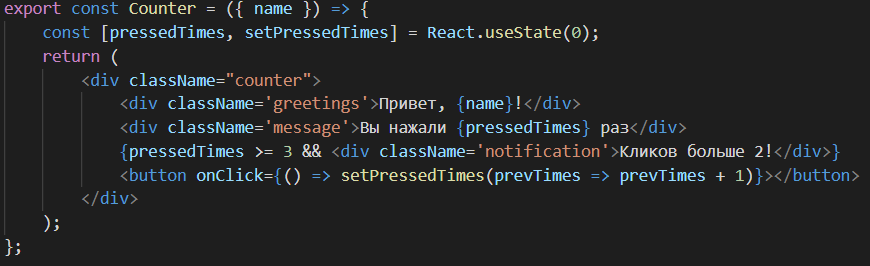 export const Counter = ({ name }) => {
    const [pressedTimes, setPressedTimes] = React.useState(0);
    return (
        <div className="counter">
            <div className='greetings'>Привет, {name}!</div>
            <div className='message'>Вы нажали {pressedTimes} раз</div>
            {pressedTimes >= 3 && <div className='notification'>Кликов больше 2!</div>}
            <button onClick={() => setPressedTimes(prevTimes => prevTimes + 1)}></button>
        </div>
    );
};